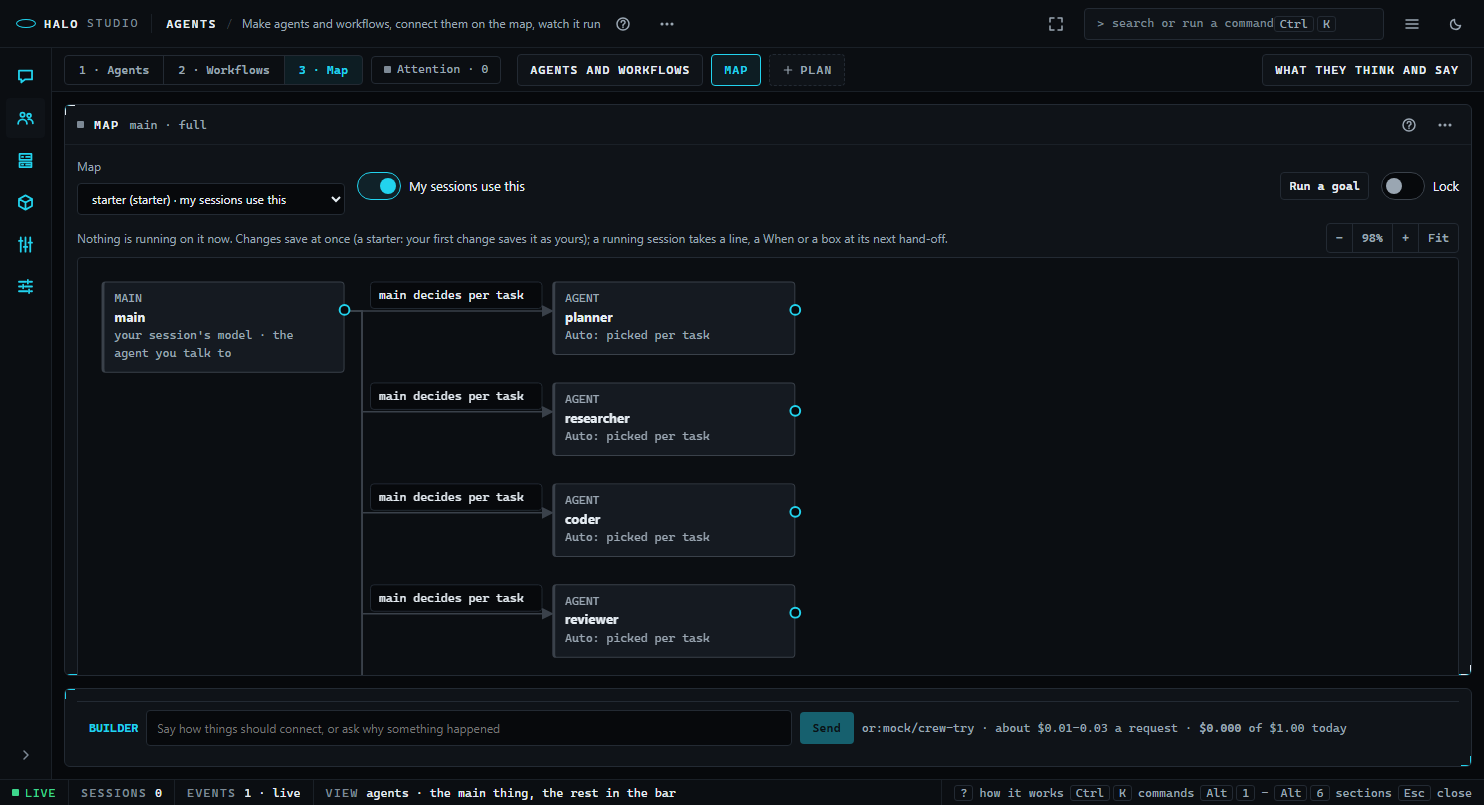 HALO STUDIO AGENTS / Make agents and workflows, connect them on the map, watch it run
> search or run a command Ctrl K
1 · Agents 2 · Workflows 3 · Map Attention · 0 AGENTS AND WORKFLOWS MAP + PLAN WHAT THEY THINK AND SAY
MAP main · full
Map
starter (starter) · my sessions use this
My sessions use this
Run a goal
Lock
Nothing is running on it now. Changes save at once (a starter: your first change saves it as yours); a running session takes a line, a When or a box at its next hand-off.
− 98% + Fit
MAIN
main
your session's model · the
agent you talk to
main decides per task
AGENT
planner
Auto: picked per task
main decides per task
AGENT
researcher
Auto: picked per task
main decides per task
AGENT
coder
Auto: picked per task
main decides per task
AGENT
reviewer
Auto: picked per task
BUILDER Say how things should connect, or ask why something happened Send or:mock/crew-try · about $0.01-0.03 a request · $0.000 of $1.00 today
LIVE SESSIONS 0 EVENTS 1 · live VIEW agents · the main thing, the rest in the bar ? how it works Ctrl K commands Alt 1 − Alt 6 sections Esc close